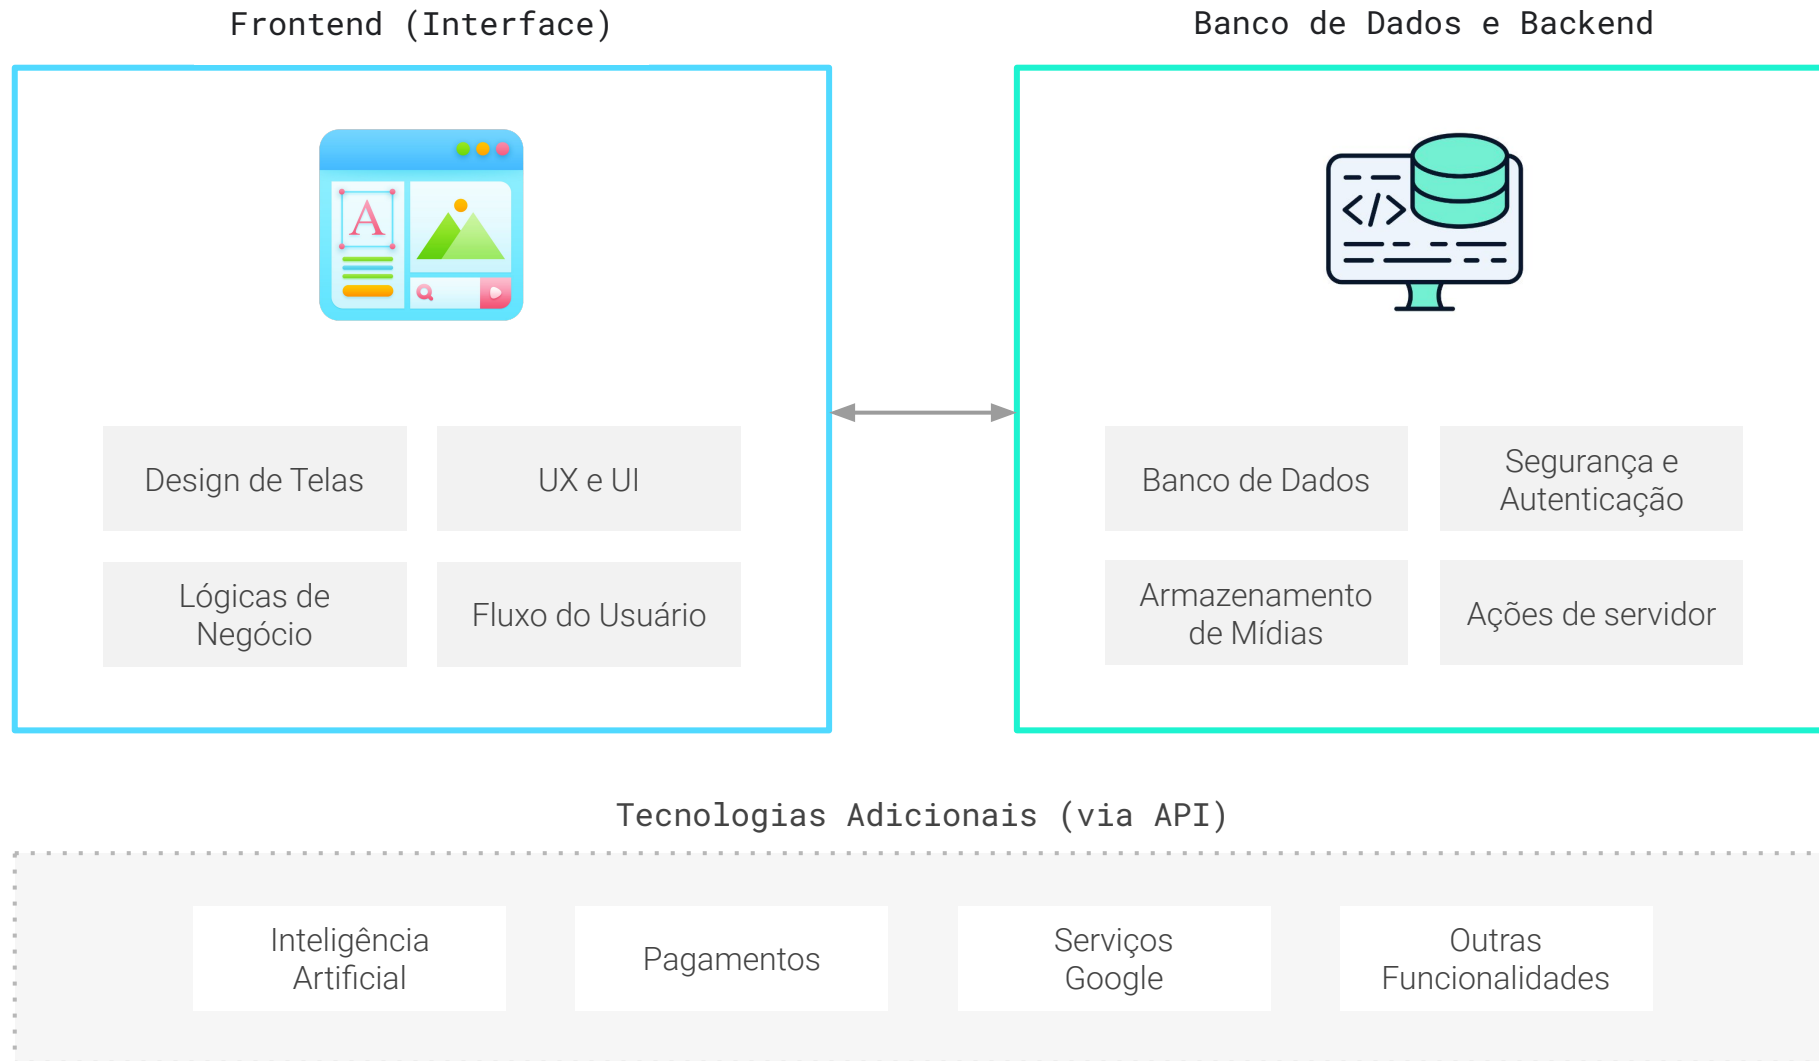 Frontend (Interface)
Banco de Dados e Backend
A
</>
Design de Telas
UX e UI
Lógicas de
Negócio
Fluxo do Usuário
Banco de Dados
Segurança e
Autenticação
Armazenamento
de Mídias
Ações de servidor
Tecnologias Adicionais (via API)
Inteligência
Artificial
Pagamentos
Serviços
Google
Outras
Funcionalidades